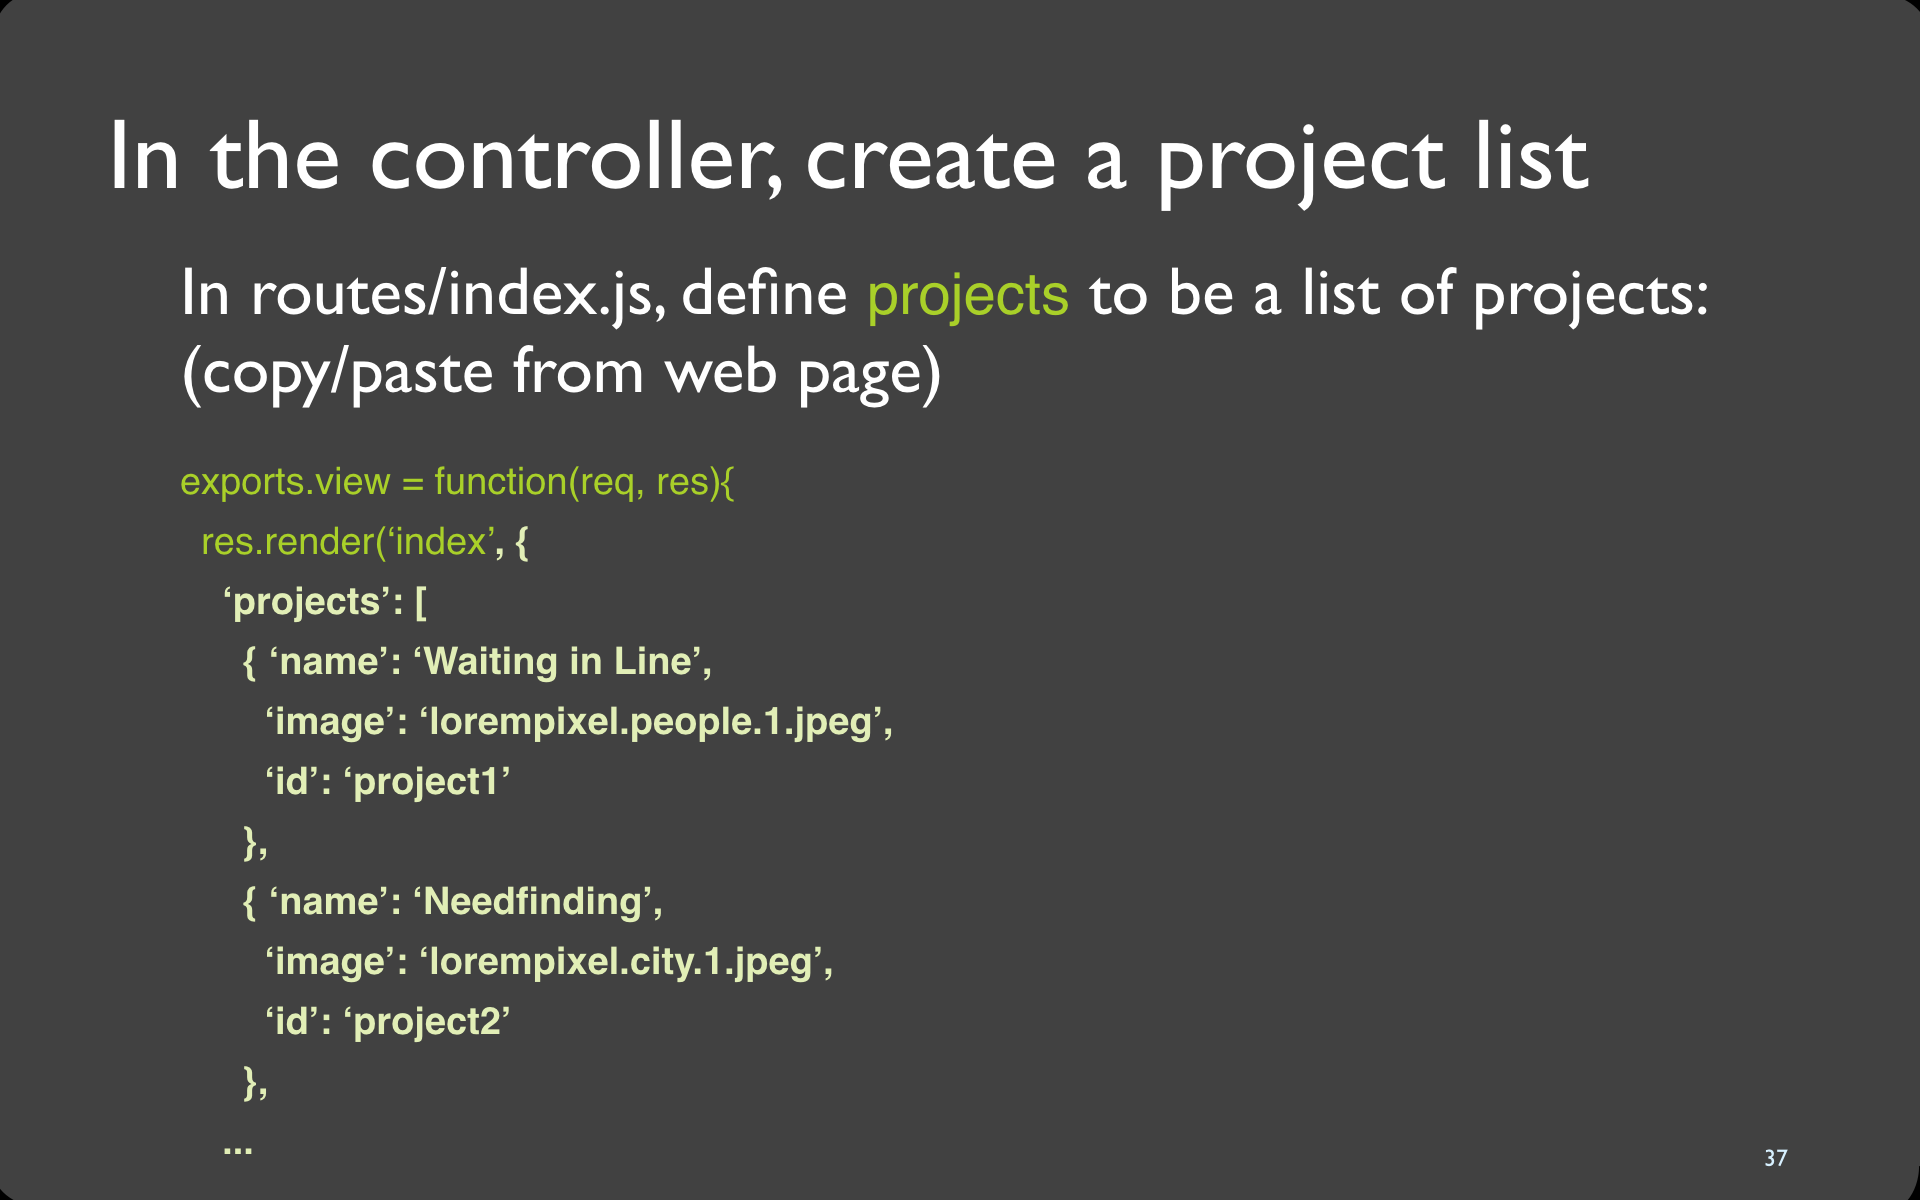 In the controller, create a project list
In routes/index.js, define projects to be a list of projects:
(copy/paste from web page)
exports.view = function(req, res){
res.render(‘index’, {
‘projects’: [
{ ‘name’: ‘Waiting in Line’,
‘image’: ‘lorempixel.people.1.jpeg’,
‘id’: ‘project1’
},
{ ‘name’: ‘Needfinding’,
‘image’: ‘lorempixel.city.1.jpeg’,
‘id’: ‘project2’
},
...
37